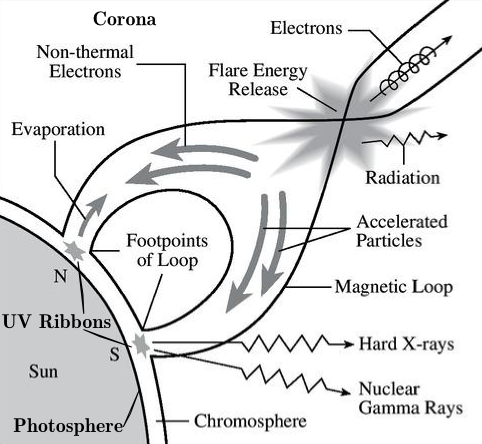 Corona
Electrons
Non-thermal
Electrons
Flare Energy
Release
Evaporation
Radiation
Footpoints
of Loop
Accelerated
Particles
N
Magnetic Loop
UV Ribbons
S
Hard X-rays
Sun
Nuclear
Gamma Rays
Photosphere
Chromosphere